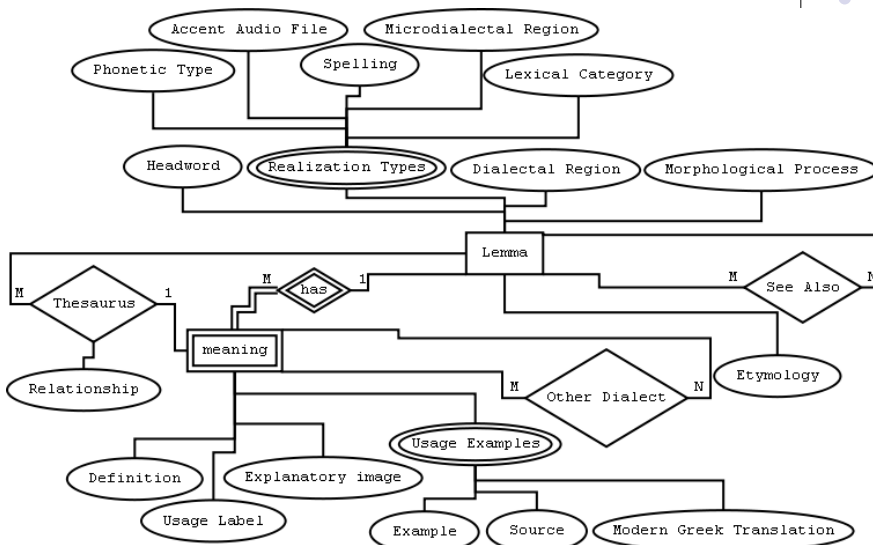 Accent Audio File
Microdialectal Region
Phonetic Type
Spelling
Lexical Category
Headword
Realization Types
Dialectal Region
Morphological Process
Lemma
M
Thesaurus
1
M
has
1
M
See Also
N
meaning
Relationship
M
Other Dialect
N
Etymology
Usage Examples
Definition
Explanatory image
Usage Label
Example
Source
Modern Greek Translation